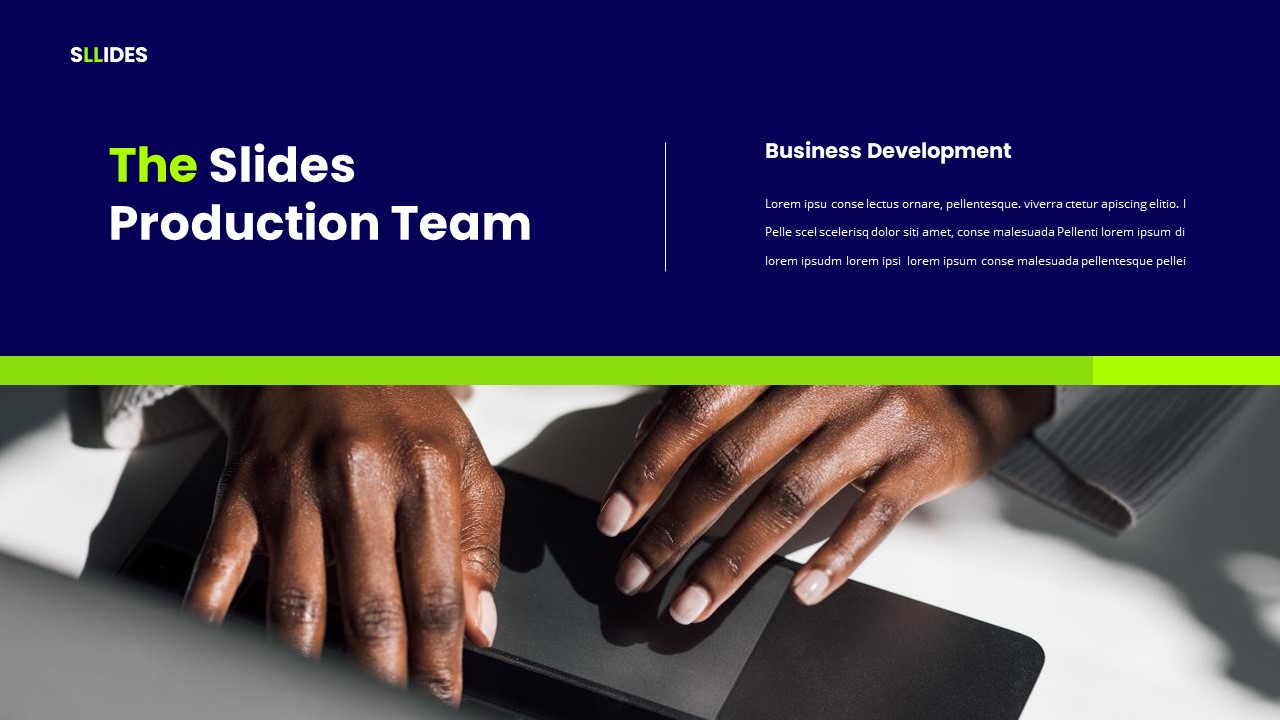 SLLIDES
The Slides
Production Team
Business Development
Lorem ipsu conse lectus ornare, pellentesque. viverra ctetur apiscing elitio. l
Pelle scel scelerisq dolor siti amet, conse malesuada Pellenti lorem ipsum di
lorem ipsudm lorem ipsi lorem ipsum conse malesuada pellentesque pellei